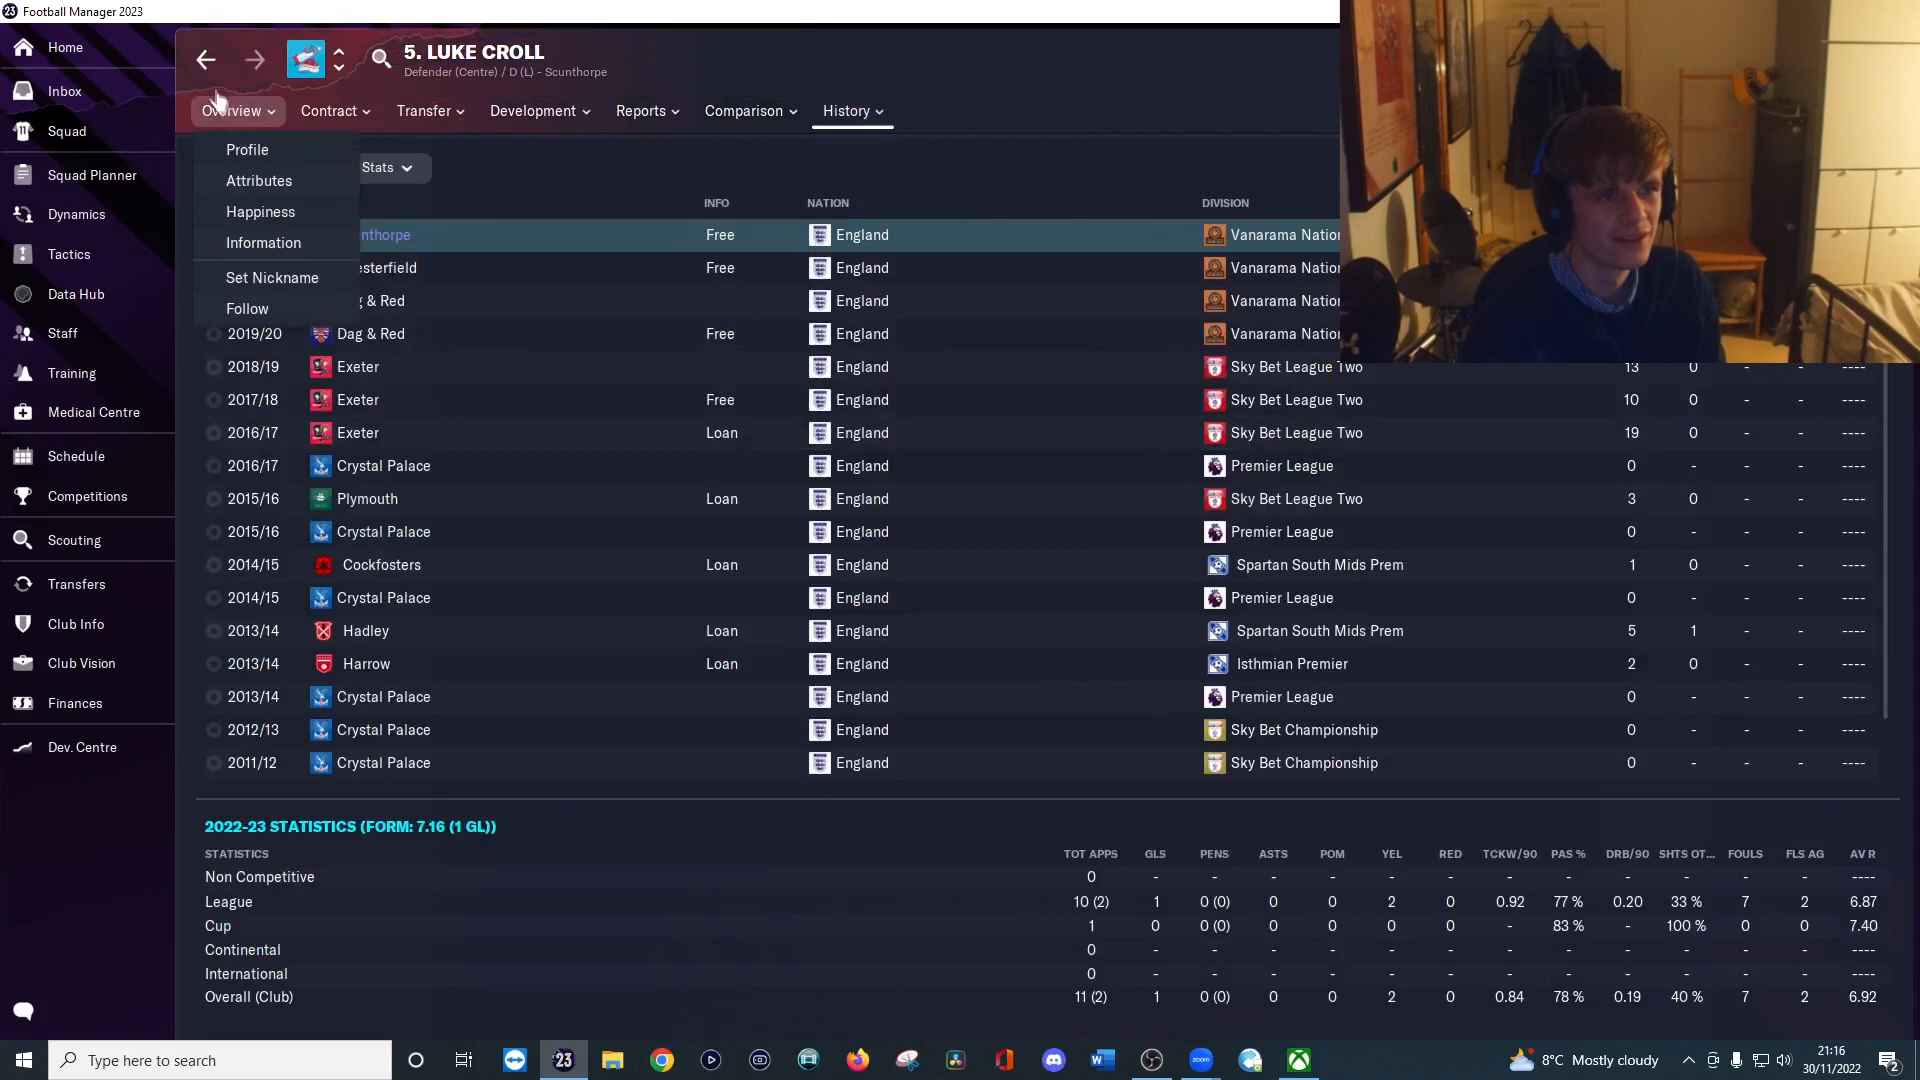 Football Manager 2023
Home
Inbox
Squad
Squad Planner
Dynamics
Tactics
Data Hub
Staff
Training
Medical Centre
Schedule
Competitions
Scouting
Transfers
Club Info
Club Vision
Finances
Dev. Centre
5. LUKE CROLL
Defender (Centre) / D (L) - Scunthorpe
Overview Contract Transfer Development Reports Comparison History
Profile
Attributes
Happiness
Information
Set Nickname
Follow
Stats
INFO NATION DIVISION
nthorpe Free England Vanarama Nation
esterfield Free England Vanarama Nation
& Red England Vanarama Nation
2019/20 Dag & Red Free England Vanarama Nation
2018/19 Exeter England Sky Bet League Two 13 0 - - ----
2017/18 Exeter Free England Sky Bet League Two 10 0 - - ----
2016/17 Exeter Loan England Sky Bet League Two 19 0 - - ----
2016/17 Crystal Palace England Premier League 0 - - - ----
2015/16 Plymouth Loan England Sky Bet League Two 3 0 - - ----
2015/16 Crystal Palace England Premier League 0 - - - ----
2014/15 Cockfosters Loan England Spartan South Mids Prem 1 0 - - ----
2014/15 Crystal Palace England Premier League 0 - - - ----
2013/14 Hadley Loan England Spartan South Mids Prem 5 1 - - ----
2013/14 Harrow Loan England Isthmian Premier 2 0 - - ----
2013/14 Crystal Palace England Premier League 0 - - - ----
2012/13 Crystal Palace England Sky Bet Championship 0 - - - ----
2011/12 Crystal Palace England Sky Bet Championship 0 - - - ----
2022-23 STATISTICS (FORM: 7.16 (1 GL))
STATISTICS TOT APPS GLS PENS ASTS POM YEL RED TCKW/90 PAS % DRB/90 SHTS OT... FOULS FLS AG AV R
Non Competitive 0 - - - - - - - - - - - - ----
League 10 (2) 1 0 (0) 0 0 2 0 0.92 77 % 0.20 33 % 7 2 6.87
Cup 1 0 0 (0) 0 0 0 0 - 83 % - 100 % 0 0 7.40
Continental 0 - - - - - - - - - - - - ----
International 0 - - - - - - - - - - - - ----
Overall (Club) 11 (2) 1 0 (0) 0 0 2 0 0.84 78 % 0.19 40 % 7 2 6.92
Type here to search
23
zoom
8°C Mostly cloudy
21:16
30/11/2022
2